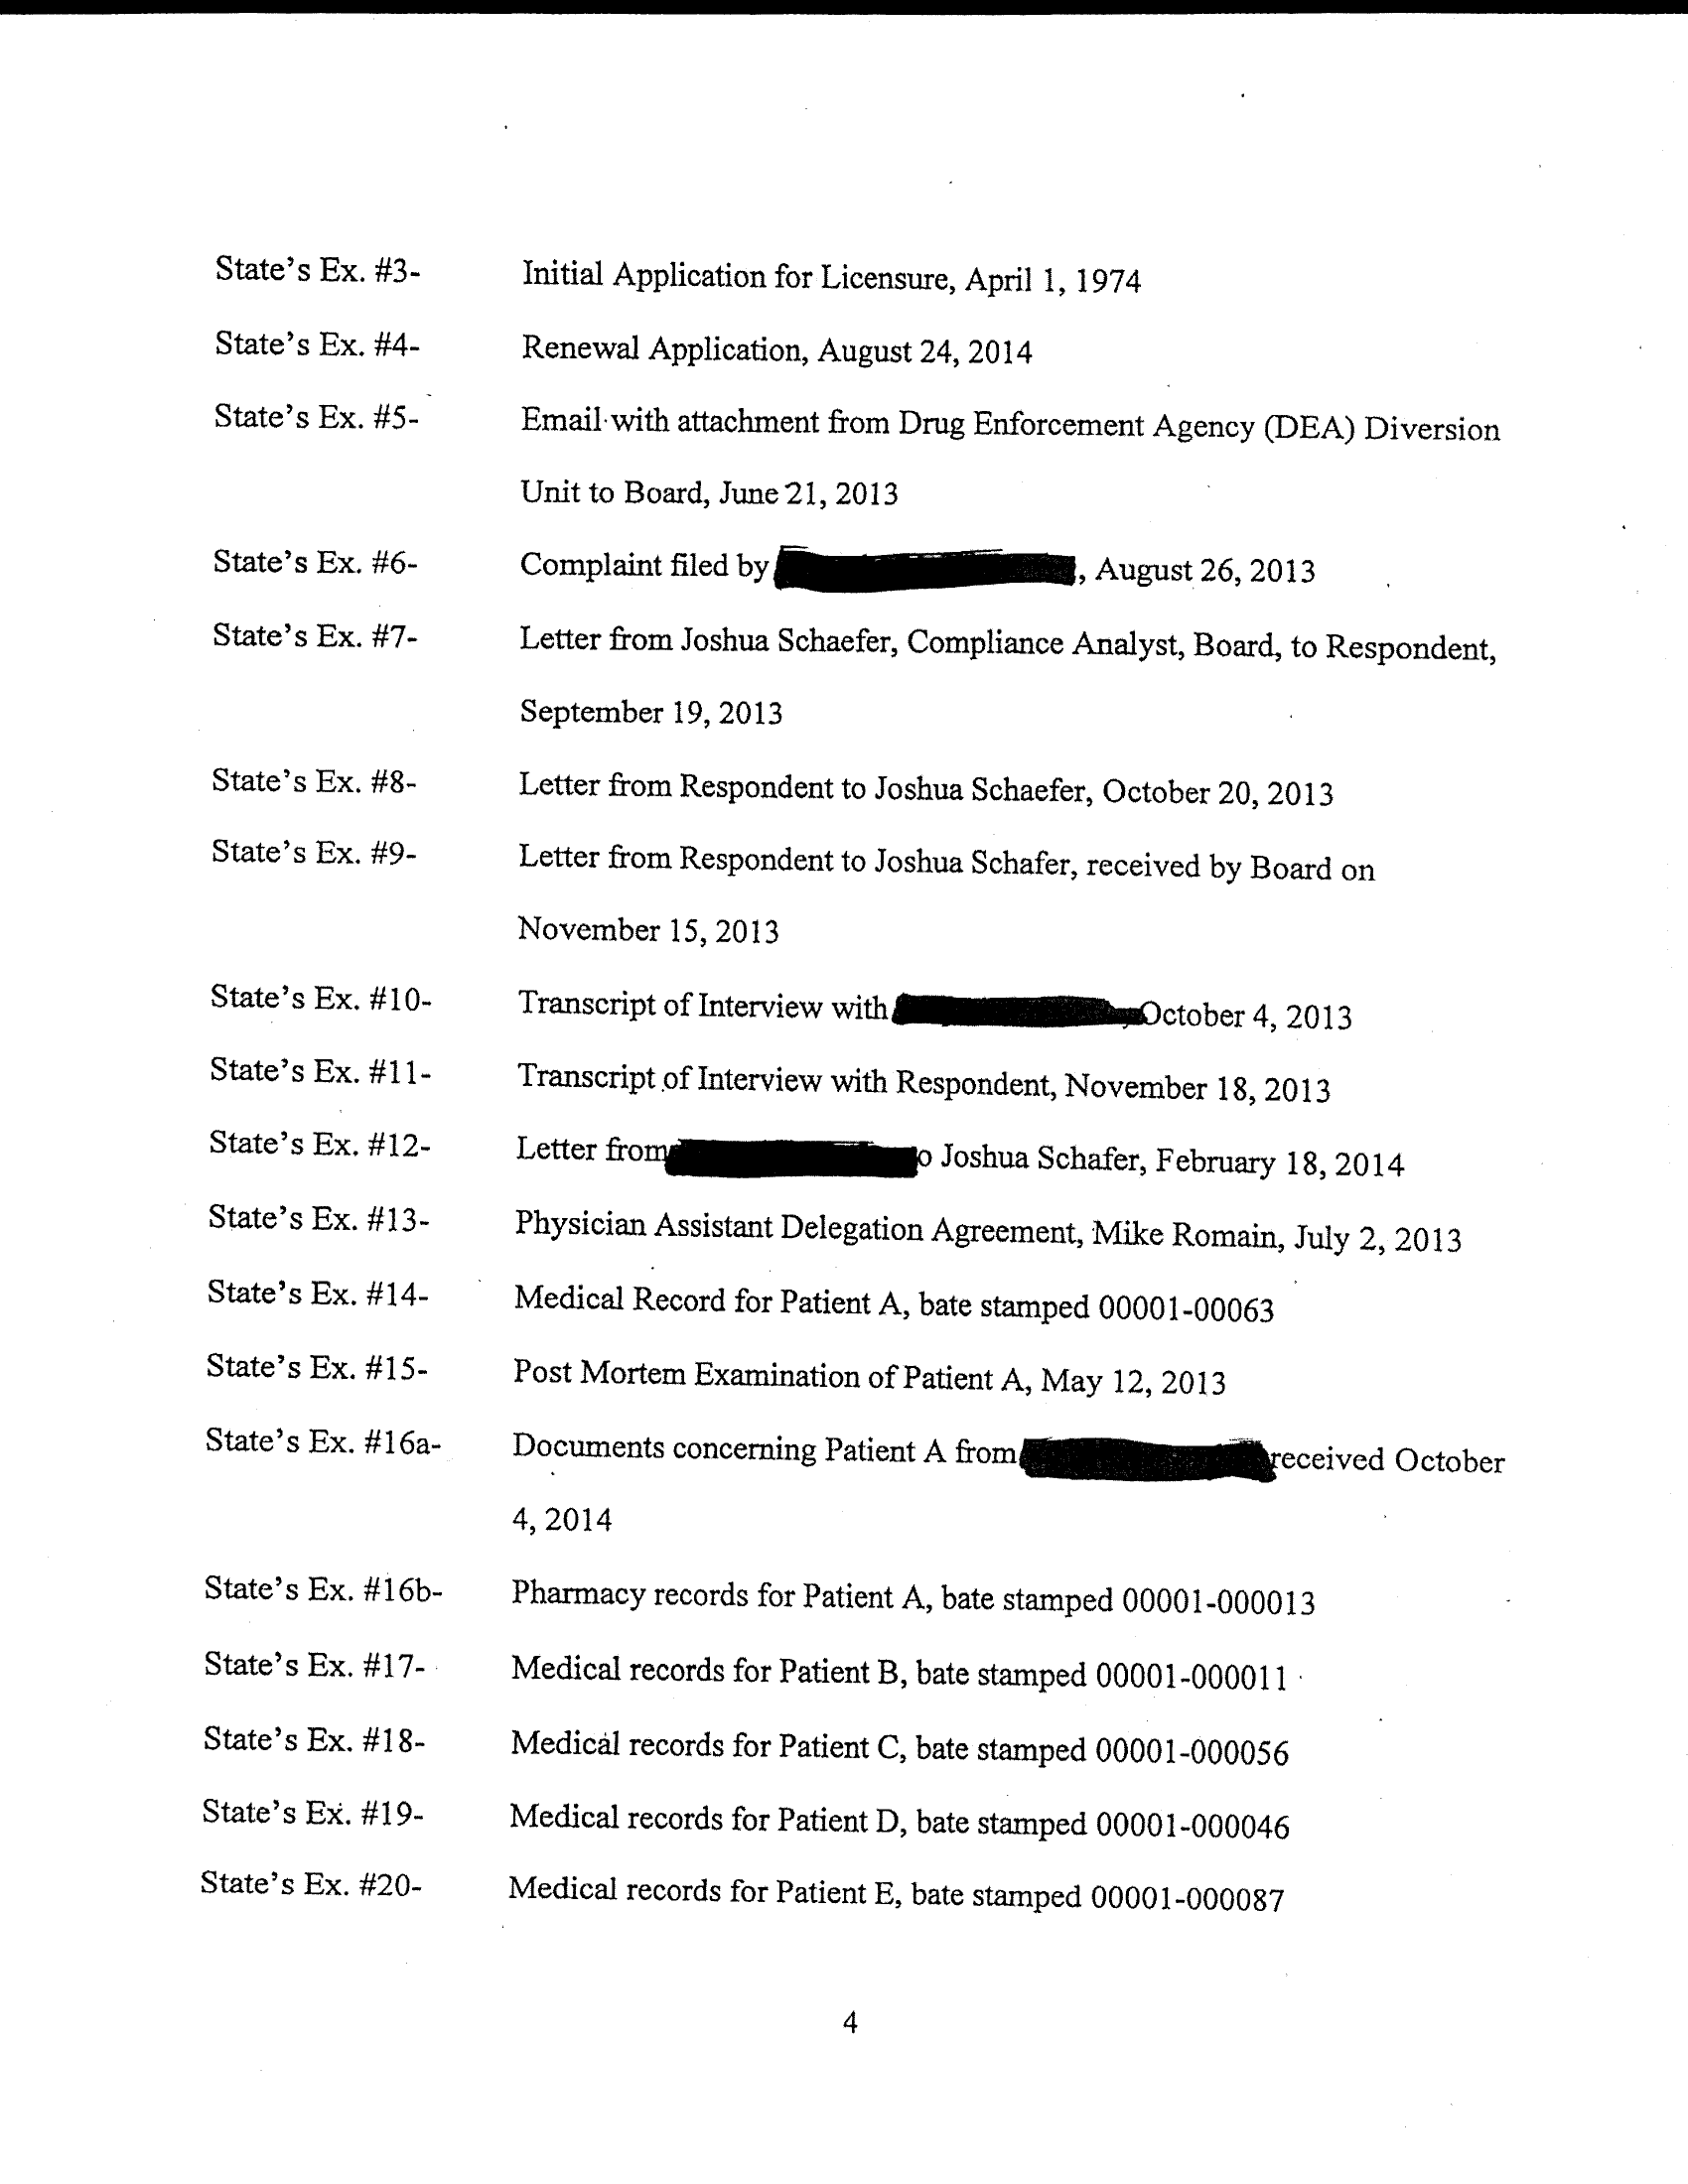 State's Ex. #3- Initial Application for Licensure, April 1, 1974
State's Ex. #4- Renewal Application, August 24, 2014
State's Ex. #5- Email with attachment from Drug Enforcement Agency (DEA) Diversion
Unit to Board, June 21, 2013
State's Ex. #6- Complaint filed by , August 26, 2013
State's Ex. #7- Letter from Joshua Schaefer, Compliance Analyst, Board, to Respondent,
September 19, 2013
State's Ex. #8- Letter from Respondent to Joshua Schaefer, October 20, 2013
State's Ex. #9- Letter from Respondent to Joshua Schafer, received by Board on
November 15, 2013
State's Ex. #10- Transcript of Interview with October 4, 2013
State's Ex. #11- Transcript of Interview with Respondent, November 18, 2013
State's Ex. #12- Letter from o Joshua Schafer, February 18, 2014
State's Ex. #13- Physician Assistant Delegation Agreement, Mike Romain, July 2, 2013
State's Ex. #14- Medical Record for Patient A, bate stamped 00001-00063
State's Ex. #15- Post Mortem Examination of Patient A, May 12, 2013
State's Ex. #16a- Documents concerning Patient A from received October
4, 2014
State's Ex. #16b- Pharmacy records for Patient A, bate stamped 00001-000013
State's Ex. #17- Medical records for Patient B, bate stamped 00001-000011
State's Ex. #18- Medical records for Patient C, bate stamped 00001-000056
State's Ex. #19- Medical records for Patient D, bate stamped 00001-000046
State's Ex. #20- Medical records for Patient E, bate stamped 00001-000087
4